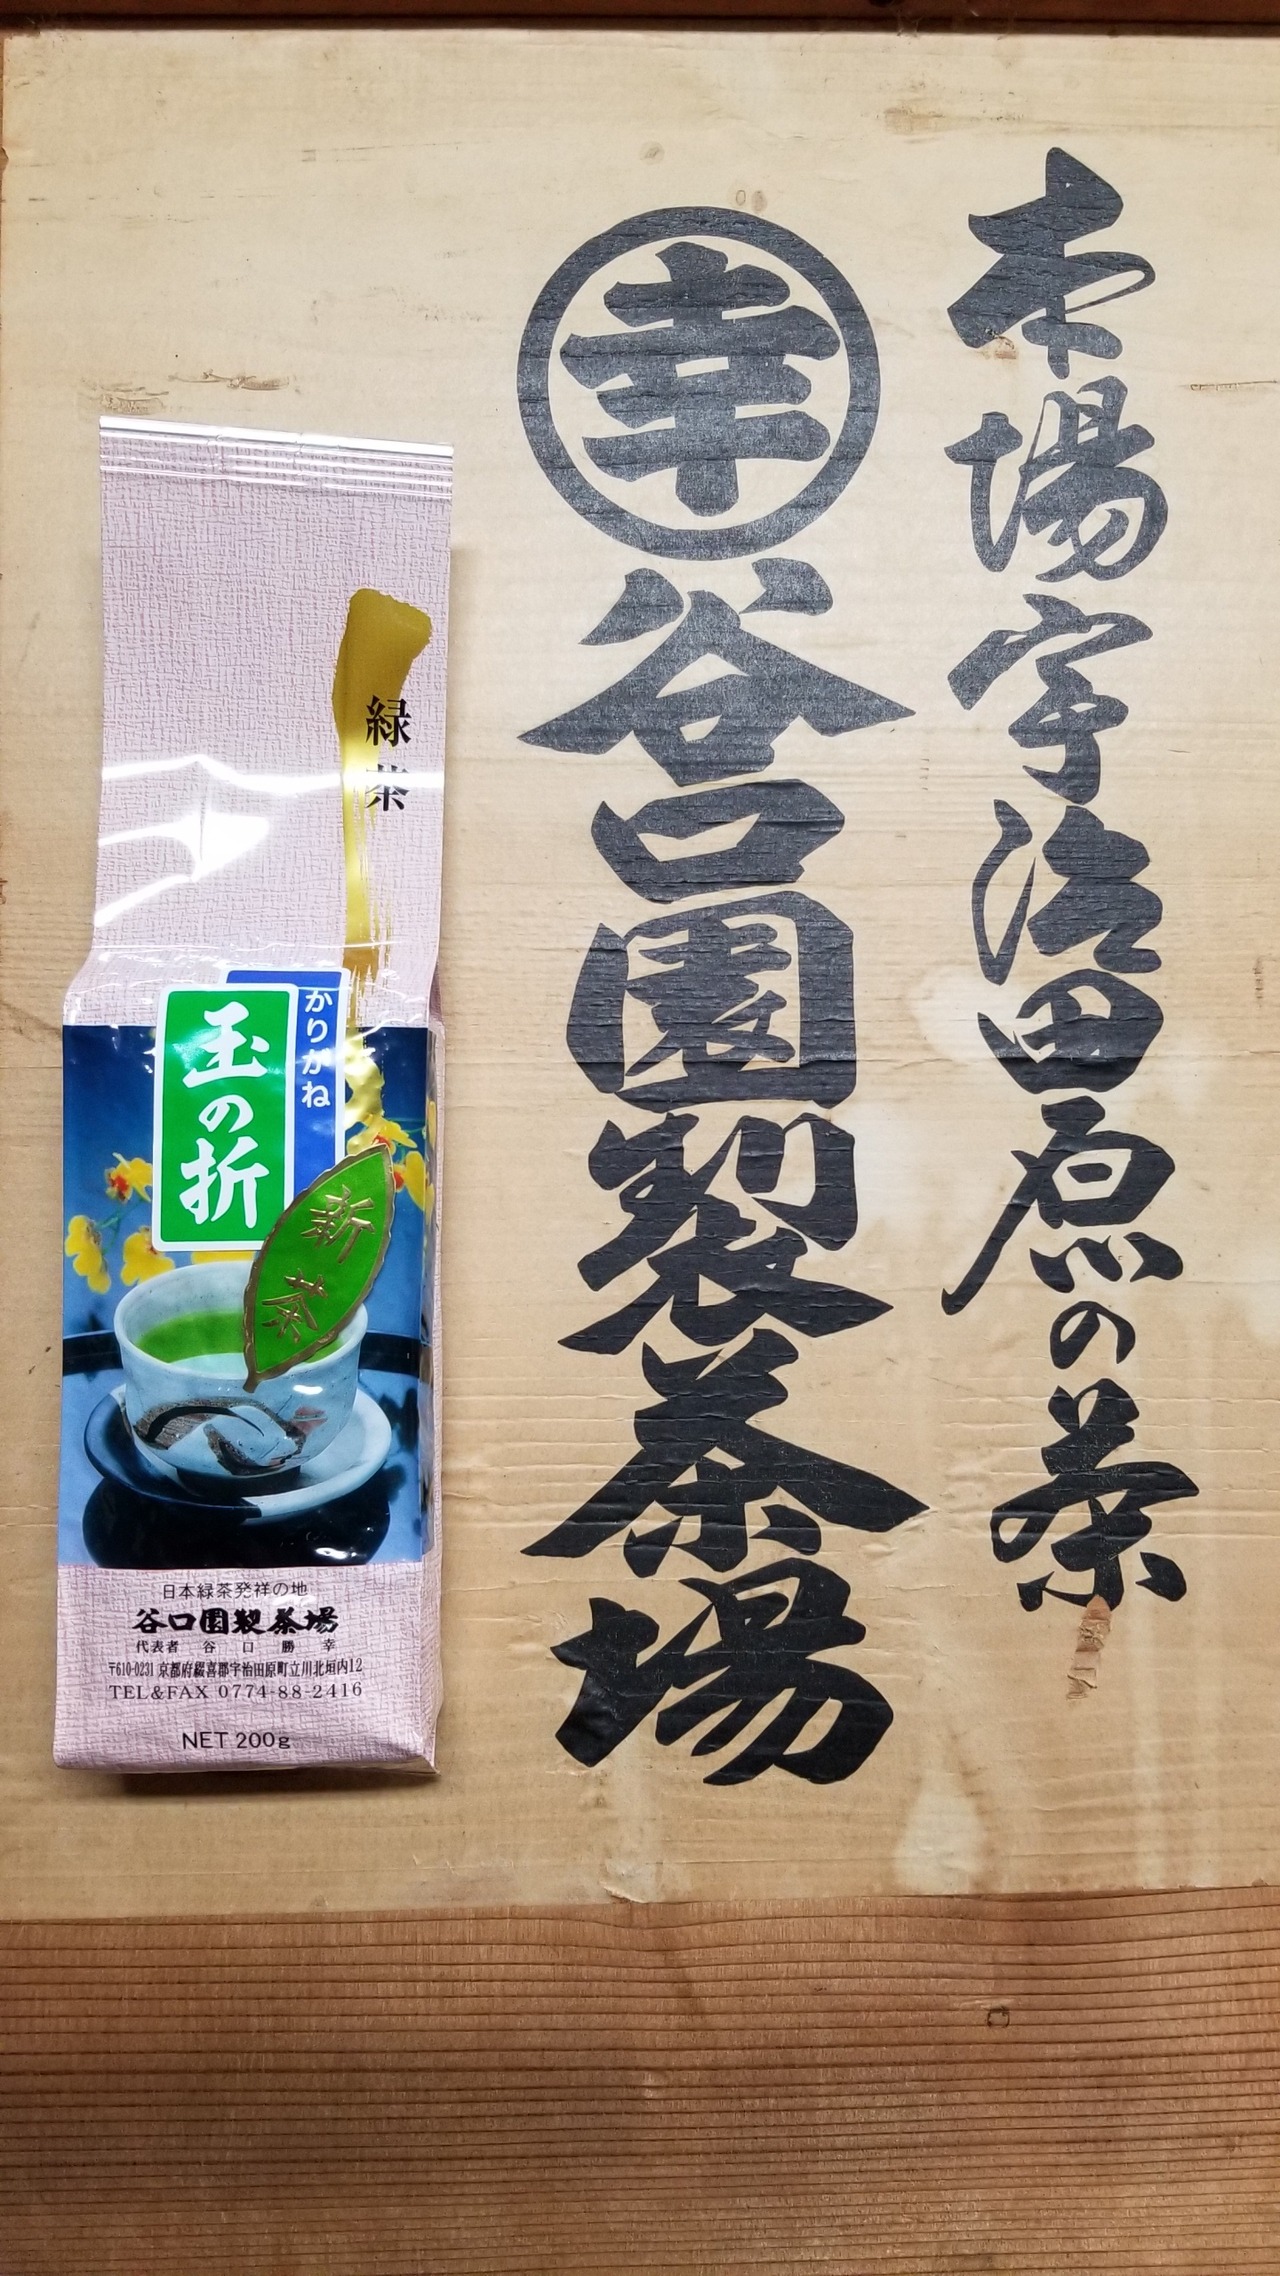 本場宇治田原の茶
幸
谷口園製茶場
緑茶
かりがね
玉の折
新茶
日本緑茶発祥の地
谷口園製茶場
代表者 谷口勝幸
〒610-0231 京都府綴喜郡宇治田原町立川北垣内12
TEL&FAX 0774-88-2416
NET 200g